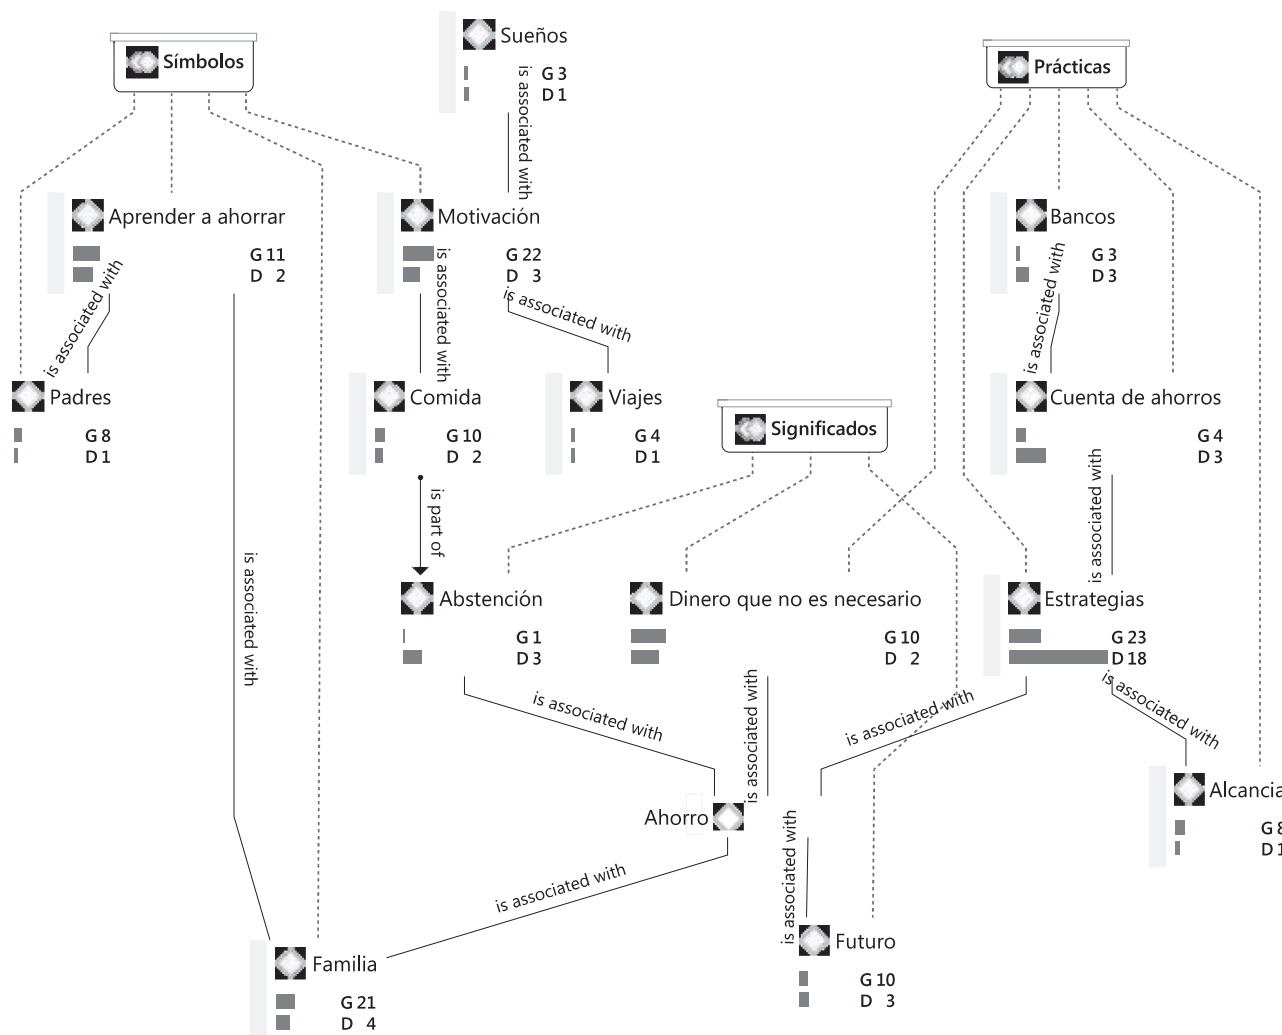 Sueños
G 3
D 1
Símbolos
Prácticas
is associated with
Aprender a ahorrar
G 11
D 2
Motivación
G 22
D 3
Bancos
G 3
D 3
is associated with
is associated with
is associated with
is associated with
Padres
G 8
D 1
Comida
G 10
D 2
Viajes
G 4
D 1
Cuenta de ahorros
G 4
D 3
Significados
is part of
is associated with
is associated with
Abstención
G 1
D 3
Dinero que no es necesario
G 10
D 2
Estrategias
G 23
D 18
is associated with
is associated with
is associated with
is associated with
Ahorro
Alcancia
G 8
D 1
is associated with
is associated with
Familia
G 21
D 4
Futuro
G 10
D 3